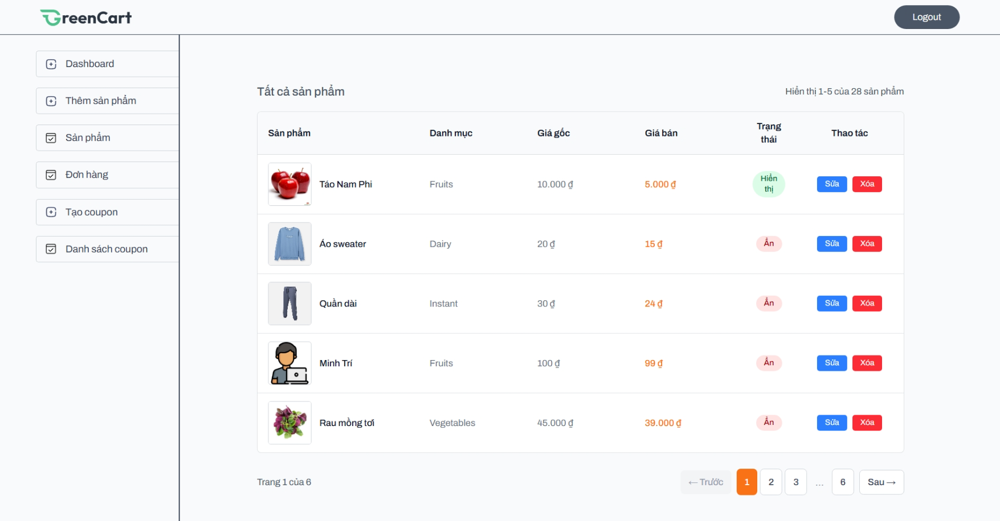 GreenCart
Logout
Dashboard
Thêm sản phẩm
Sản phẩm
Đơn hàng
Tạo coupon
Danh sách coupon
Tất cả sản phẩm
Hiển thị 1-5 của 28 sản phẩm
Sản phẩm Danh mục Giá gốc Giá bán Trạng thái Thao tác
Táo Nam Phi Fruits 10.000 ₫ 5.000 ₫ Hiển thị Sửa Xóa
Áo sweater Dairy 20 ₫ 15 ₫ Ẩn Sửa Xóa
Quần dài Instant 30 ₫ 24 ₫ Ẩn Sửa Xóa
Minh Trí Fruits 100 ₫ 99 ₫ Ẩn Sửa Xóa
Rau mồng tơi Vegetables 45.000 ₫ 39.000 ₫ Ẩn Sửa Xóa
Trang 1 của 6
← Trước 1 2 3 ... 6 Sau →